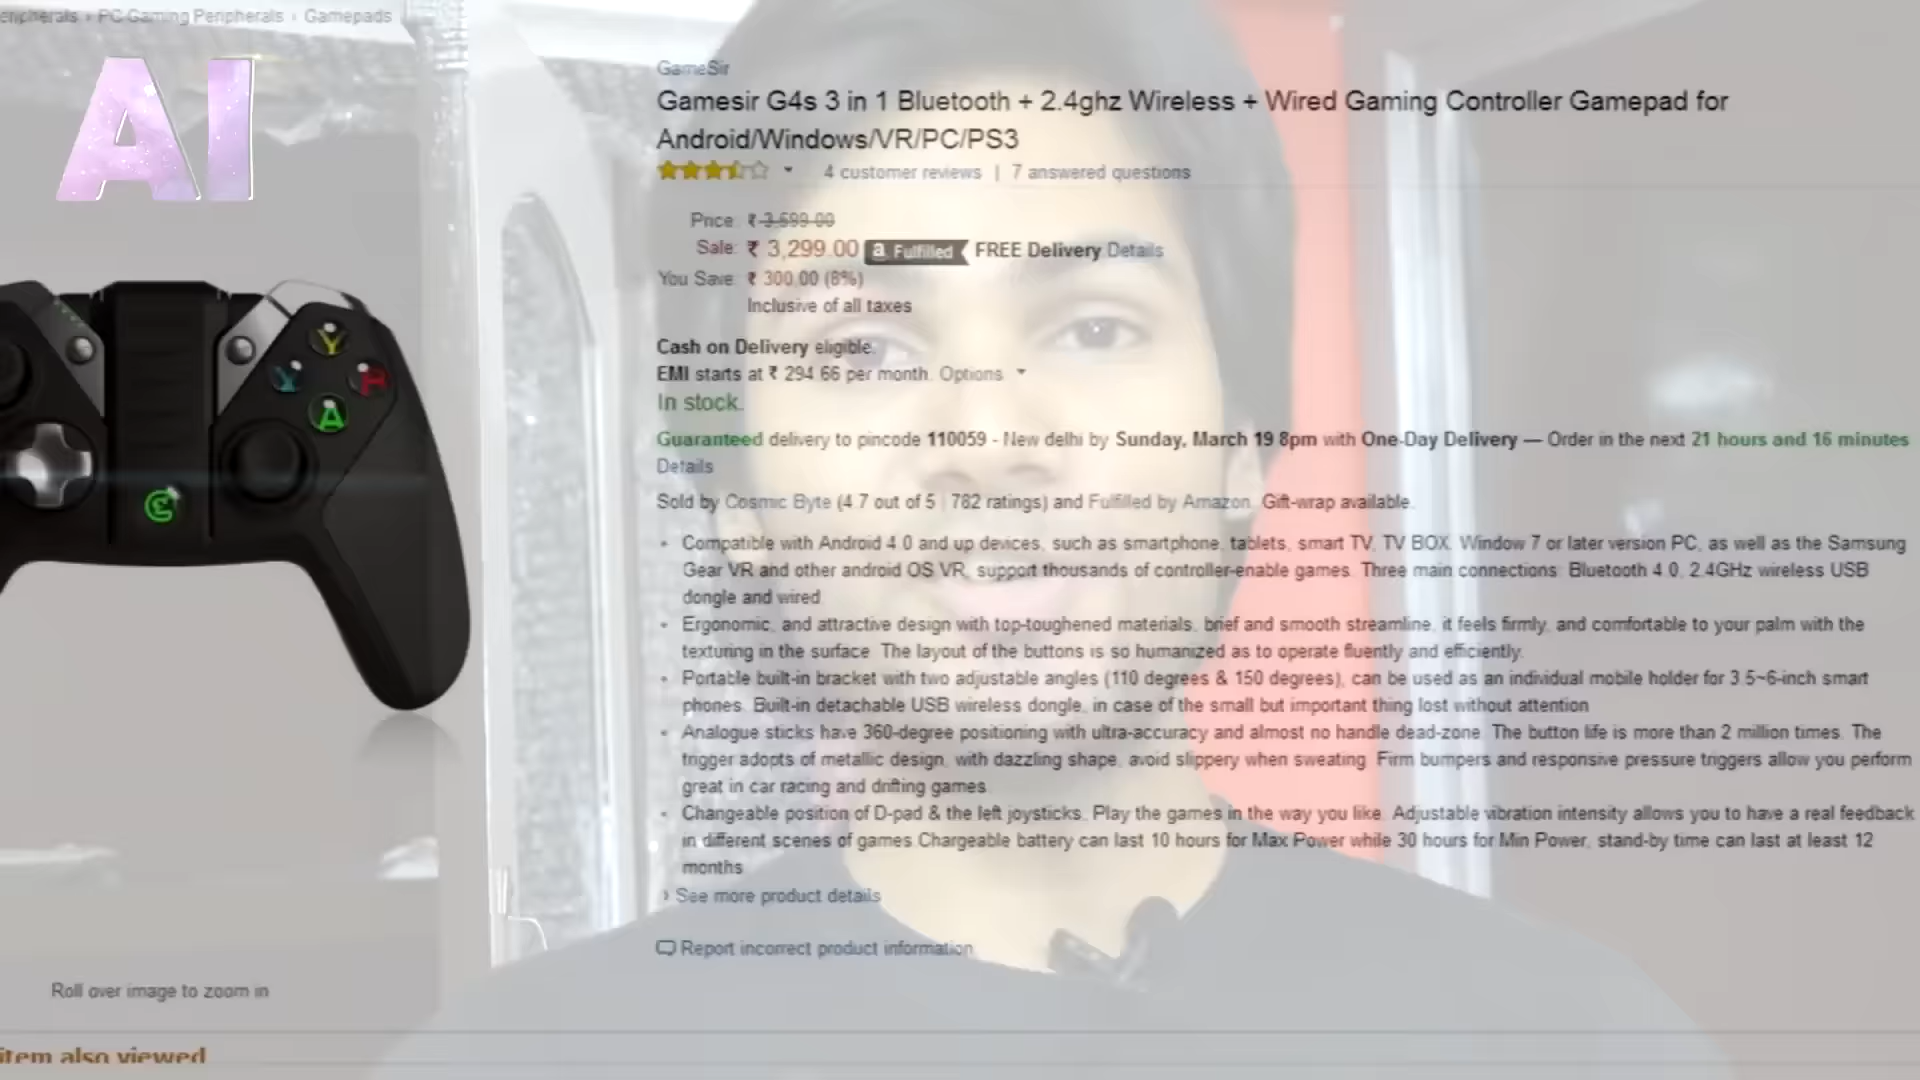 PC Gaming Peripherals › Gamepads
AI
GameSir
Gamesir G4s 3 in 1 Bluetooth + 2.4ghz Wireless + Wired Gaming Controller Gamepad for
Android/Windows/VR/PC/PS3
4 customer reviews | 7 answered questions
Price: ₹ 3,599.00
Sale: ₹ 3,299.00 a Fulfilled FREE Delivery Details
You Save: ₹ 300.00 (8%)
Inclusive of all taxes
Cash on Delivery eligible.
EMI starts at ₹ 294.66 per month. Options
In stock.
Guaranteed delivery to pincode 110059 - New delhi by Sunday, March 19 8pm with One-Day Delivery — Order in the next 21 hours and 16 minutes
Details
Sold by Cosmic Byte (4.7 out of 5 | 782 ratings) and Fulfilled by Amazon. Gift-wrap available.
• Compatible with Android 4.0 and up devices, such as smartphone, tablets, smart TV, TV BOX. Window 7 or later version PC, as well as the Samsung
Gear VR and other android OS VR, support thousands of controller-enable games. Three main connections: Bluetooth 4.0, 2.4GHz wireless USB
dongle and wired
• Ergonomic, and attractive design with top-toughened materials, brief and smooth streamline, it feels firmly, and comfortable to your palm with the
texturing in the surface. The layout of the buttons is so humanized as to operate fluently and efficiently.
• Portable built-in bracket with two adjustable angles (110 degrees & 150 degrees), can be used as an individual mobile holder for 3.5~6-inch smart
phones. Built-in detachable USB wireless dongle, in case of the small but important thing lost without attention
• Analogue sticks have 360-degree positioning with ultra-accuracy and almost no handle dead-zone. The button life is more than 2 million times. The
trigger adopts of metallic design, with dazzling shape, avoid slippery when sweating. Firm bumpers and responsive pressure triggers allow you perform
great in car racing and drifting games
• Changeable position of D-pad & the left joysticks. Play the games in the way you like. Adjustable vibration intensity allows you to have a real feedback
in different scenes of games.Chargeable battery can last 10 hours for Max Power while 30 hours for Min Power, stand-by time can last at least 12
months
› See more product details
Report incorrect product information
Y
X
A
Roll over image to zoom in
item also viewed